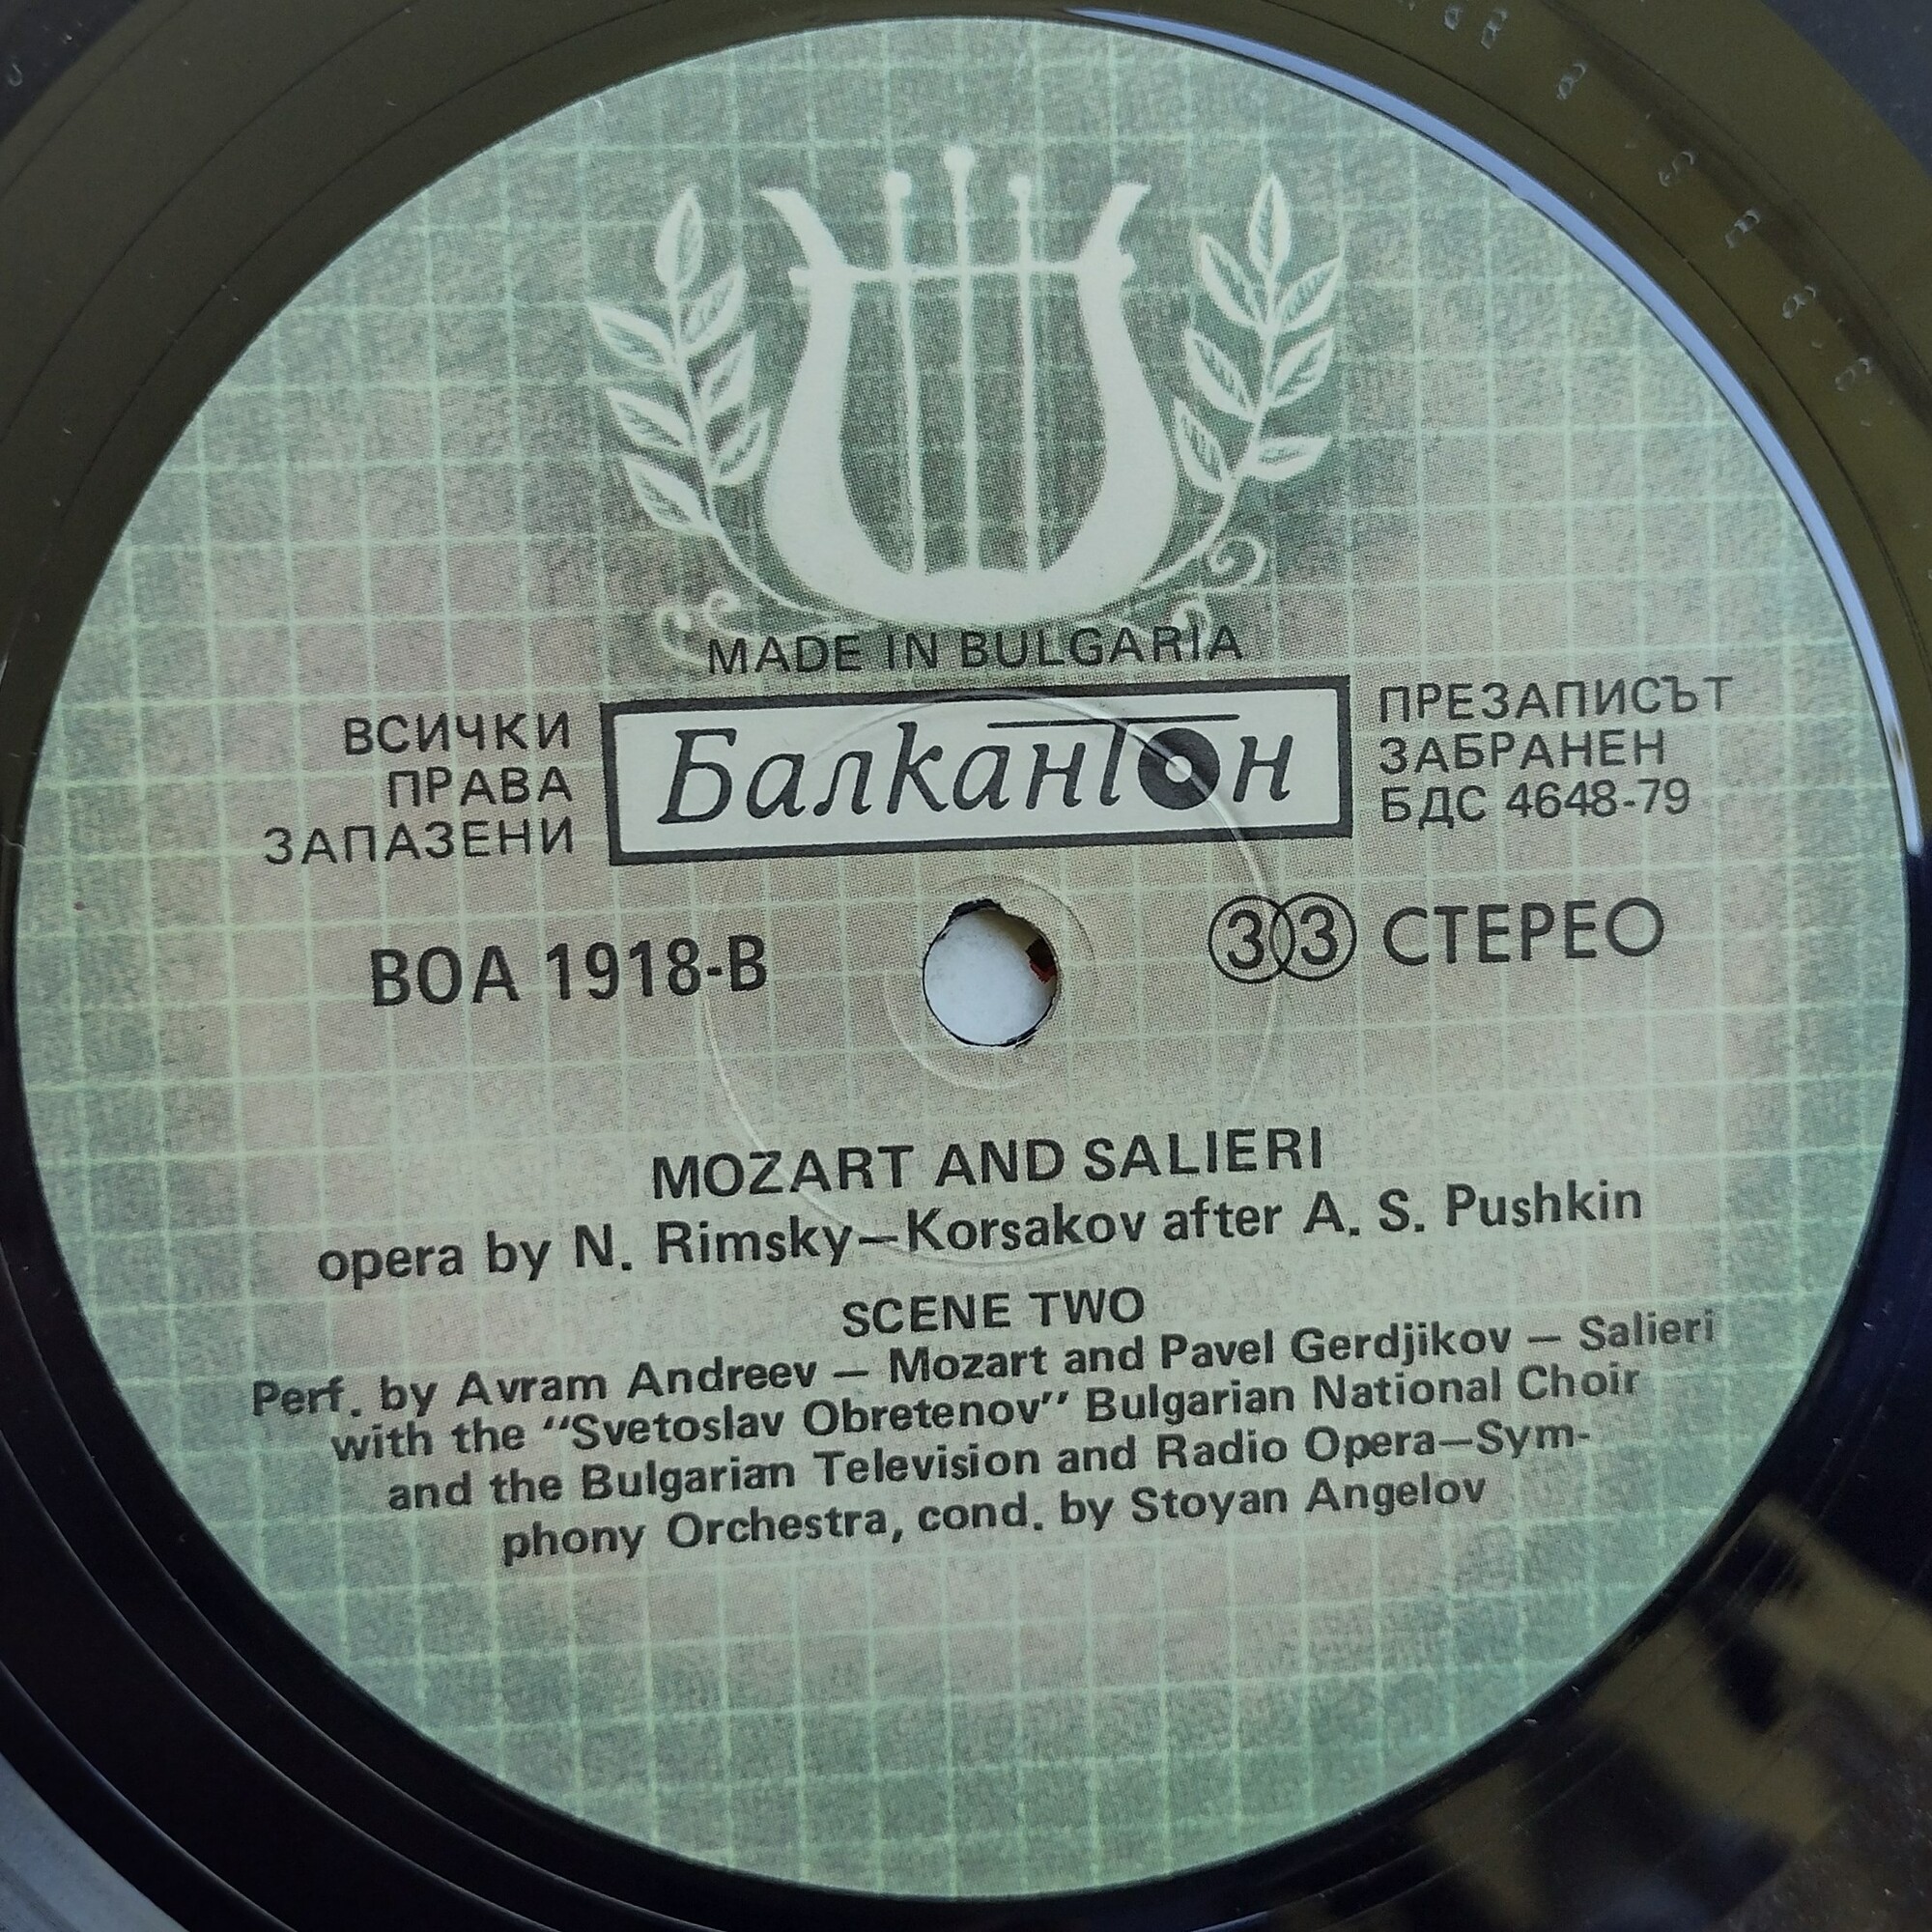 MADE IN BULGARIA
ВСИЧКИ
ПРАВА
ЗАПАЗЕНИ
Балкантон
ПРЕЗАПИСЪТ
ЗАБРАНЕН
БДС 4648-79
ВОА 1918-В
33 СТЕРЕО
MOZART AND SALIERI
opera by N. Rimsky—Korsakov after A. S. Pushkin
SCENE TWO
Perf. by Avram Andreev — Mozart and Pavel Gerdjikov — Salieri
with the "Svetoslav Obretenov" Bulgarian National Choir
and the Bulgarian Television and Radio Opera—Sym-
phony Orchestra, cond. by Stoyan Angelov